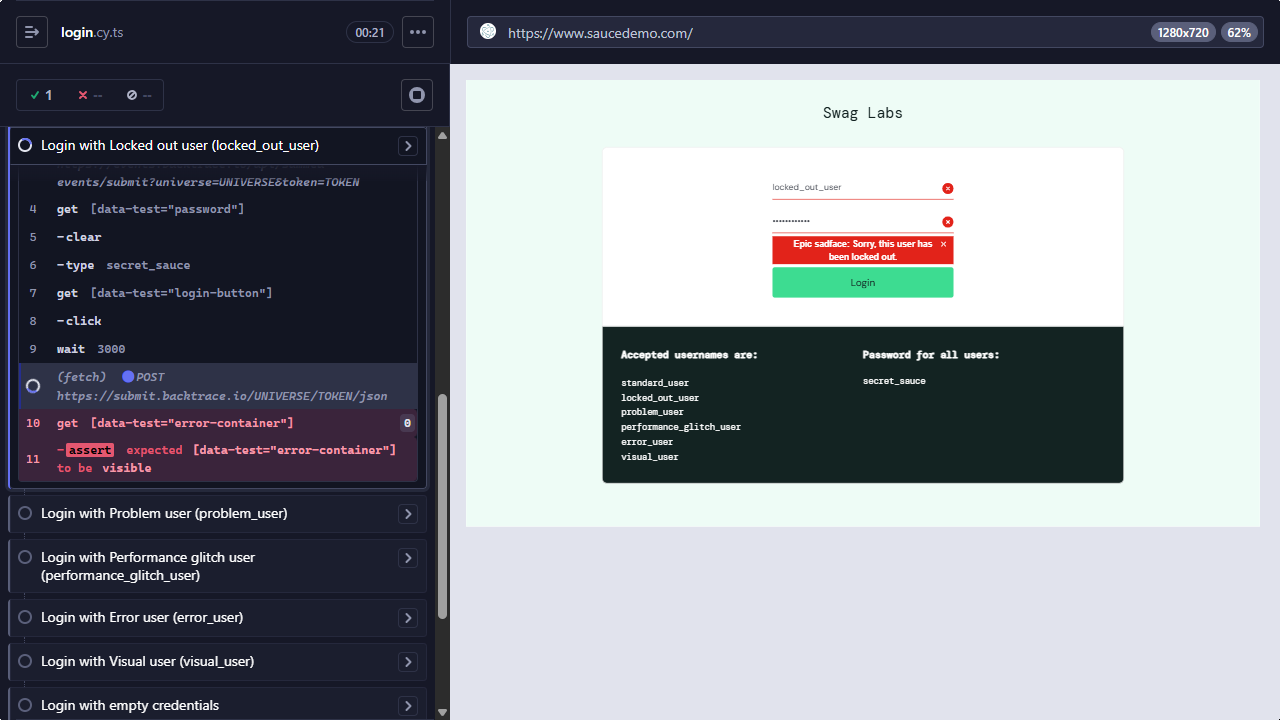 login.cy.ts
00:21
https://www.saucedemo.com/
1280x720
62%
1
--
--
Login with Locked out user (locked_out_user)
events/submit?universe=UNIVERSE&token=TOKEN
4 get [data-test="password"]
5 -clear
6 -type secret_sauce
7 get [data-test="login-button"]
8 -click
9 wait 3000
(fetch) POST
https://submit.backtrace.io/UNIVERSE/TOKEN/json
10 get [data-test="error-container"] 0
11 -assert expected [data-test="error-container"]
to be visible
Login with Problem user (problem_user)
Login with Performance glitch user
(performance_glitch_user)
Login with Error user (error_user)
Login with Visual user (visual_user)
Login with empty credentials
Swag Labs
locked_out_user
Epic sadface: Sorry, this user has
been locked out.
Login
Accepted usernames are:
standard_user
locked_out_user
problem_user
performance_glitch_user
error_user
visual_user
Password for all users:
secret_sauce